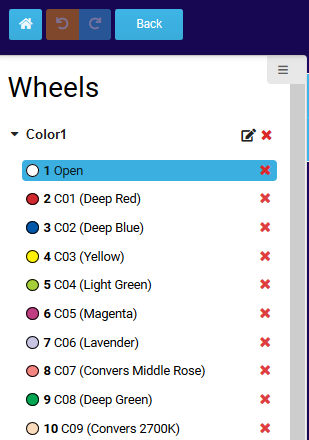 Back
Wheels
Color1
1 Open
2 C01 (Deep Red)
3 C02 (Deep Blue)
4 C03 (Yellow)
5 C04 (Light Green)
6 C05 (Magenta)
7 C06 (Lavender)
8 C07 (Convers Middle Rose)
9 C08 (Deep Green)
10 C09 (Convers 2700K)